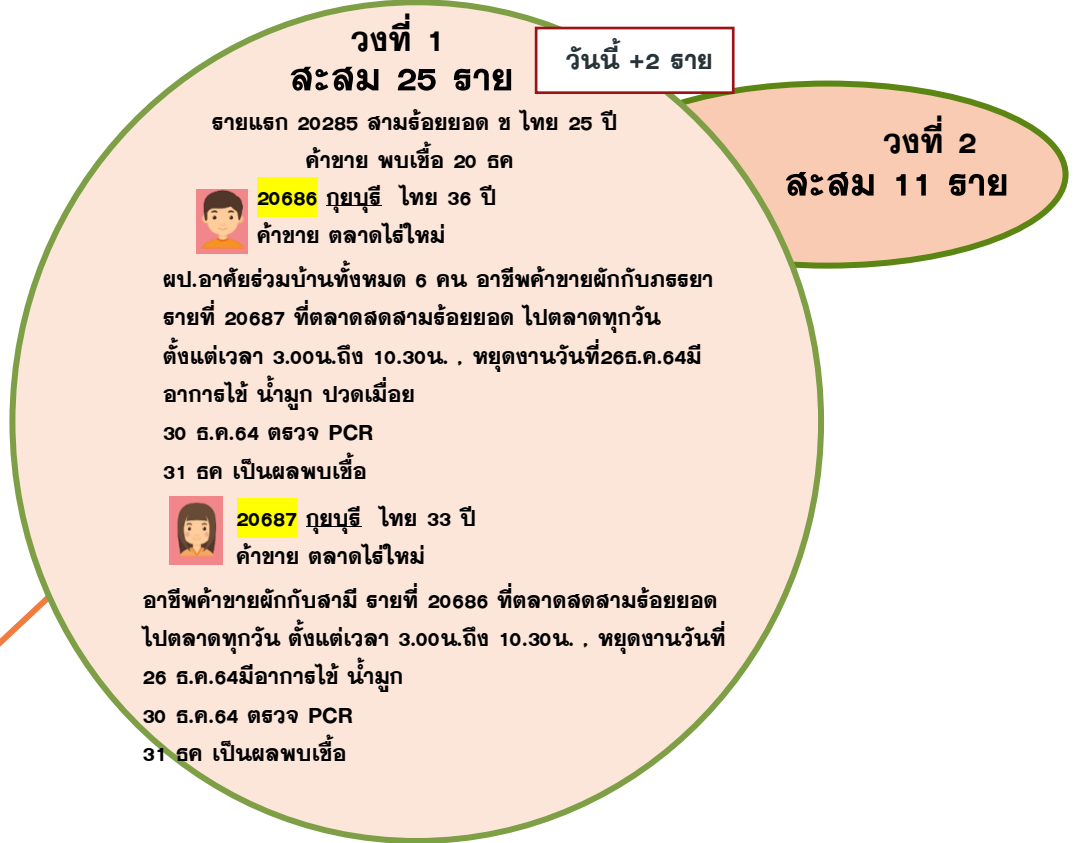 วงที่ 1
สะสม 25 ราย
วันนี้ +2 ราย
รายแรก 20285 สามร้อยยอด ช ไทย 25 ปี
ค้าขาย พบเชื้อ 20 ธค
20686 กุยบุรี ไทย 36 ปี
ค้าขาย ตลาดไร่ใหม่
ผป.อาศัยร่วมบ้านทั้งหมด 6 คน อาชีพค้าขายผักกับภรรยา
รายที่ 20687 ที่ตลาดสดสามร้อยยอด ไปตลาดทุกวัน
ตั้งแต่เวลา 3.00น.ถึง 10.30น. , หยุดงานวันที่26ธ.ค.64มี
อาการไข้ น้ำมูก ปวดเมื่อย
30 ธ.ค.64 ตรวจ PCR
31 ธค เป็นผลพบเชื้อ
20687 กุยบุรี ไทย 33 ปี
ค้าขาย ตลาดไร่ใหม่
อาชีพค้าขายผักกับสามี รายที่ 20686 ที่ตลาดสดสามร้อยยอด
ไปตลาดทุกวัน ตั้งแต่เวลา 3.00น.ถึง 10.30น. , หยุดงานวันที่
26 ธ.ค.64มีอาการไข้ น้ำมูก
30 ธ.ค.64 ตรวจ PCR
31 ธค เป็นผลพบเชื้อ
วงที่ 2
สะสม 11 ราย